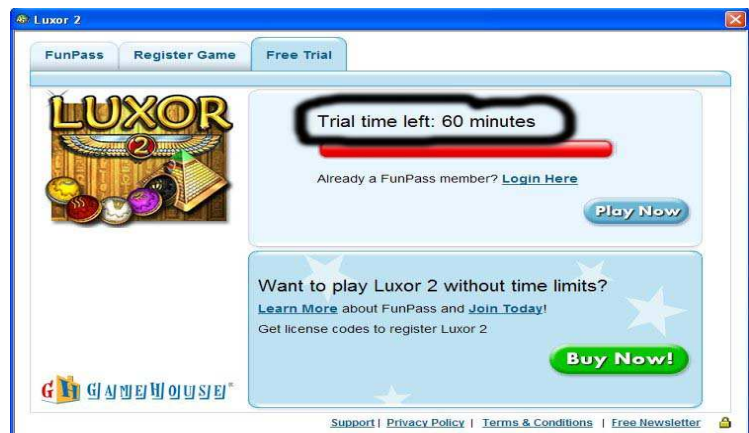 Luxor 2
FunPass Register Game Free Trial
LUXOR
2
Trial time left: 60 minutes
Already a FunPass member? Login Here
Play Now
Want to play Luxor 2 without time limits?
Learn More about FunPass and Join Today!
Get license codes to register Luxor 2
Buy Now!
GH GAMEHOUSE®
Support | Privacy Policy | Terms & Conditions | Free Newsletter